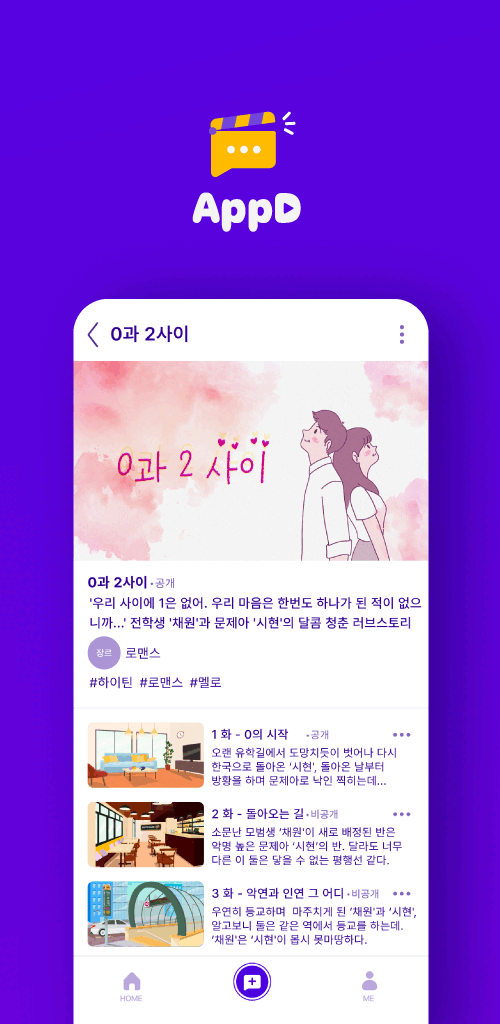 AppD
0과 2사이
0과 2 사이
0과 2사이 • 공개
'우리 사이에 1은 없어. 우리 마음은 한번도 하나가 된 적이 없으
니까...' 전학생 '채원'과 문제아 '시현'의 달콤 청춘 러브스토리
장르 로맨스
#하이틴 #로맨스 #멜로
1 화 - 0의 시작 • 공개
오랜 유학길에서 도망치듯이 벗어나 다시
한국으로 돌아온 '시현', 돌아온 날부터
방황을 하며 문제아로 낙인 찍히는데...
2 화 - 돌아오는 길 • 비공개
소문난 모범생 '채원'이 새로 배정된 반은
악명 높은 문제아 '시현'의 반. 달라도 너무
다른 이 둘은 닿을 수 없는 평행선 같다.
3 화 - 악연과 인연 그 어디 • 비공개
우연히 등교하며 마주치게 된 '채원'과 '시현',
알고보니 둘은 같은 역에서 등교를 하는데.
'채원'은 '시현'이 몹시 못마땅하다.
HOME
ME